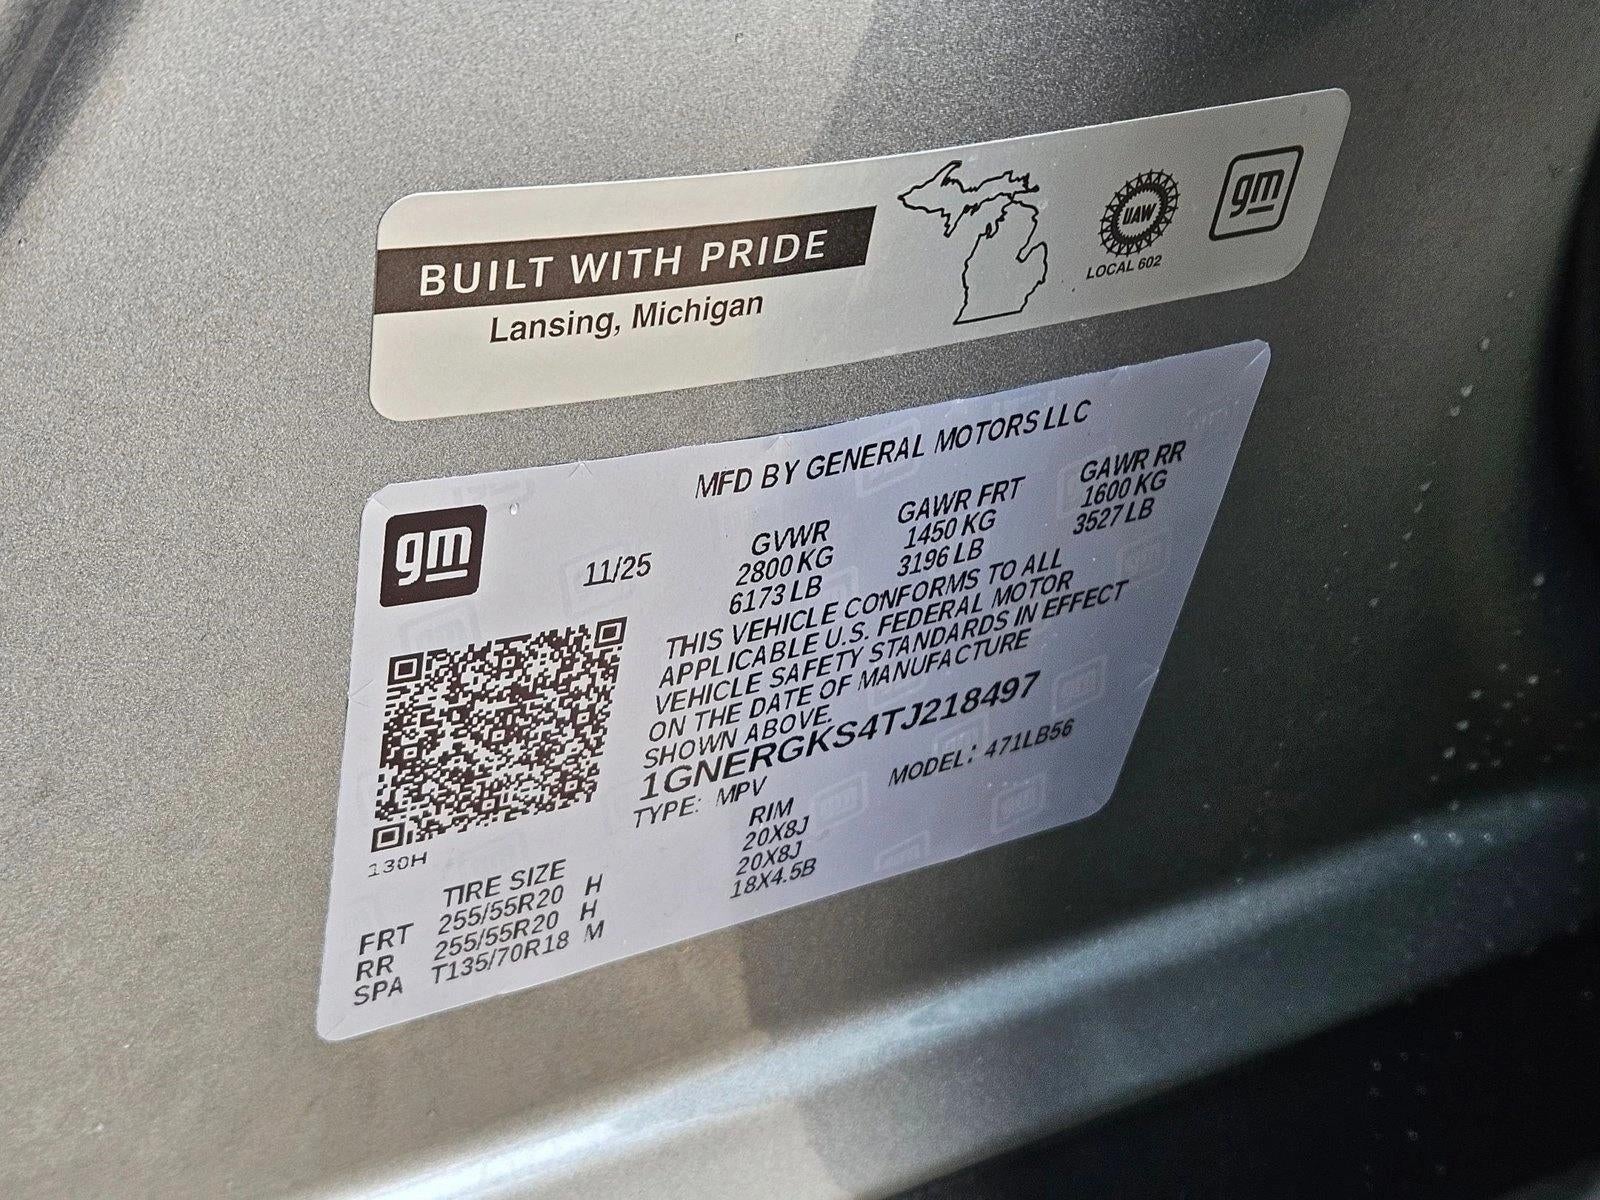 BUILT WITH PRIDE
Lansing, Michigan
UAW
LOCAL 602
gm
MFD BY GENERAL MOTORS LLC
gm
11/25
GVWR GAWR FRT GAWR RR
2800 KG 1450 KG 1600 KG
6173 LB 3196 LB 3527 LB
THIS VEHICLE CONFORMS TO ALL
APPLICABLE U.S. FEDERAL MOTOR
VEHICLE SAFETY STANDARDS IN EFFECT
ON THE DATE OF MANUFACTURE
SHOWN ABOVE.
1GNERGKS4TJ218497
TYPE: MPV MODEL: 471LB56
130H
TIRE SIZE RIM
FRT 255/55R20 H 20X8J
RR 255/55R20 H 20X8J
SPA T135/70R18 M 18X4.5B